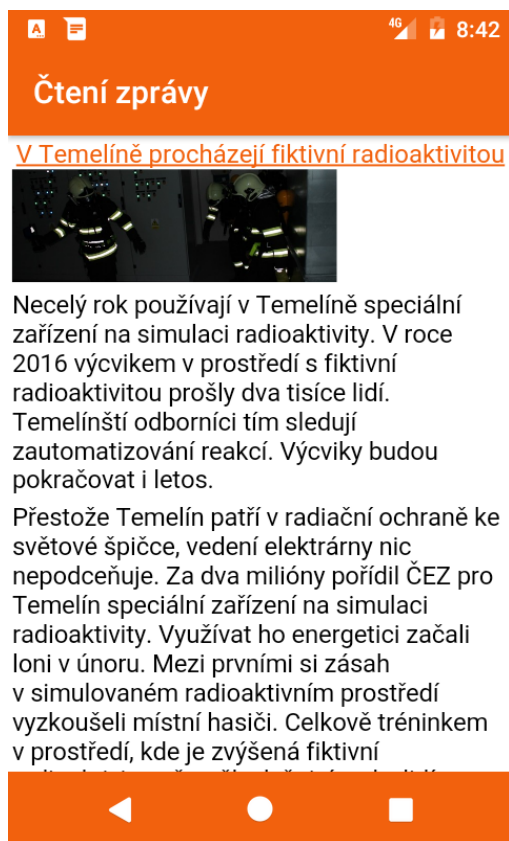 4G 8:42
Čtení zprávy
V Temelíně procházejí fiktivní radioaktivitou
Necelý rok používají v Temelíně speciální
zařízení na simulaci radioaktivity. V roce
2016 výcvikem v prostředí s fiktivní
radioaktivitou prošly dva tisíce lidí.
Temelínští odborníci tím sledují
zautomatizování reakcí. Výcviky budou
pokračovat i letos.
Přestože Temelín patří v radiační ochraně ke
světové špičce, vedení elektrárny nic
nepodceňuje. Za dva milióny pořídil ČEZ pro
Temelín speciální zařízení na simulaci
radioaktivity. Využívat ho energetici začali
loni v únoru. Mezi prvními si zásah
v simulovaném radioaktivním prostředí
vyzkoušeli místní hasiči. Celkově tréninkem
v prostředí, kde je zvýšená fiktivní